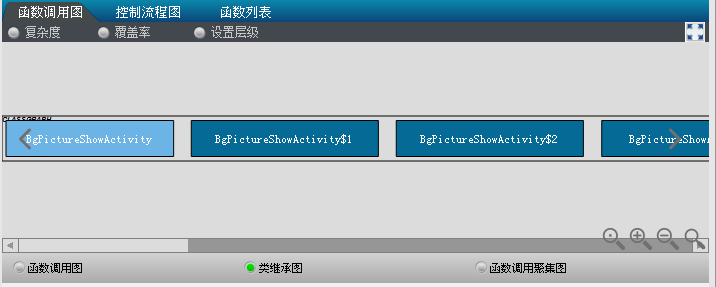 函数调用图 控制流程图 函数列表
复杂度 覆盖率 设置层级
CLASSGRAPH
BgPictureShowActivity BgPictureShowActivity$1 BgPictureShowActivity$2 BgPictureShowA
函数调用图 类继承图 函数调用聚集图